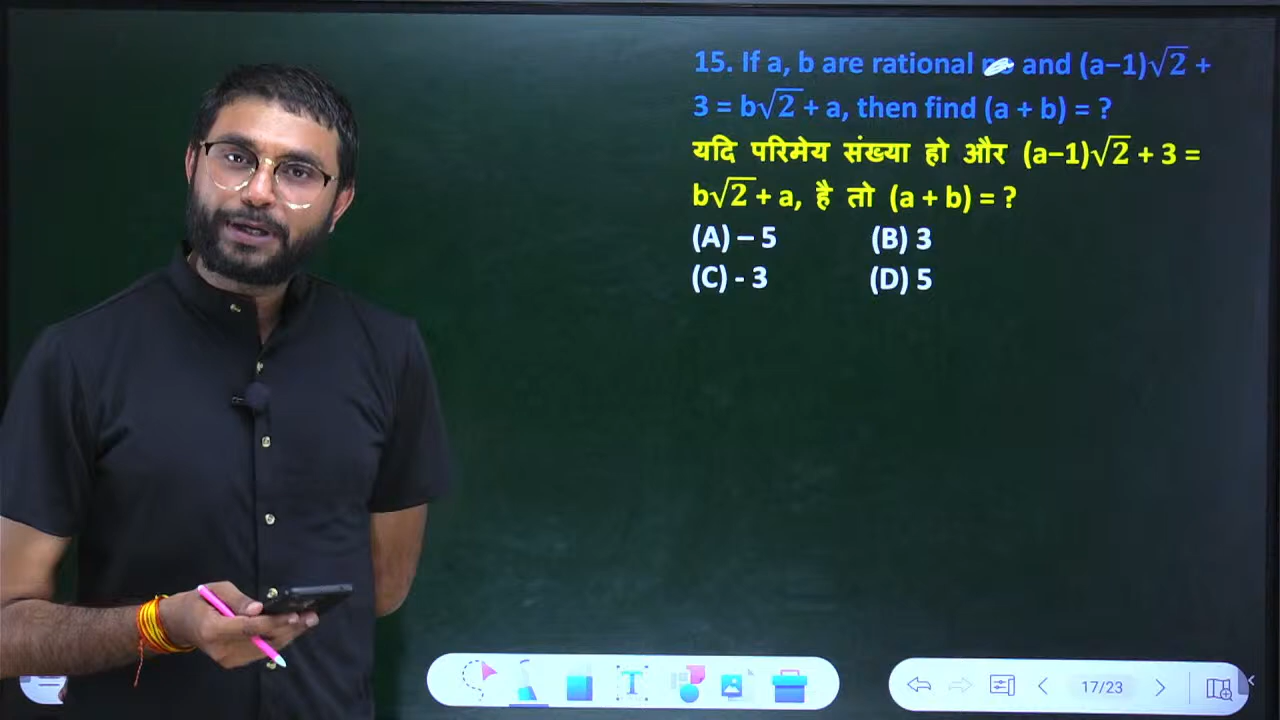 15. If a, b are rational and (a–1)√2 +
3 = b√2 + a, then find (a + b) = ?
यदि परिमेय संख्या हो और (a–1)√2 + 3 =
b√2 + a, है तो (a + b) = ?
(A) – 5 (B) 3
(C) - 3 (D) 5
T
17/23